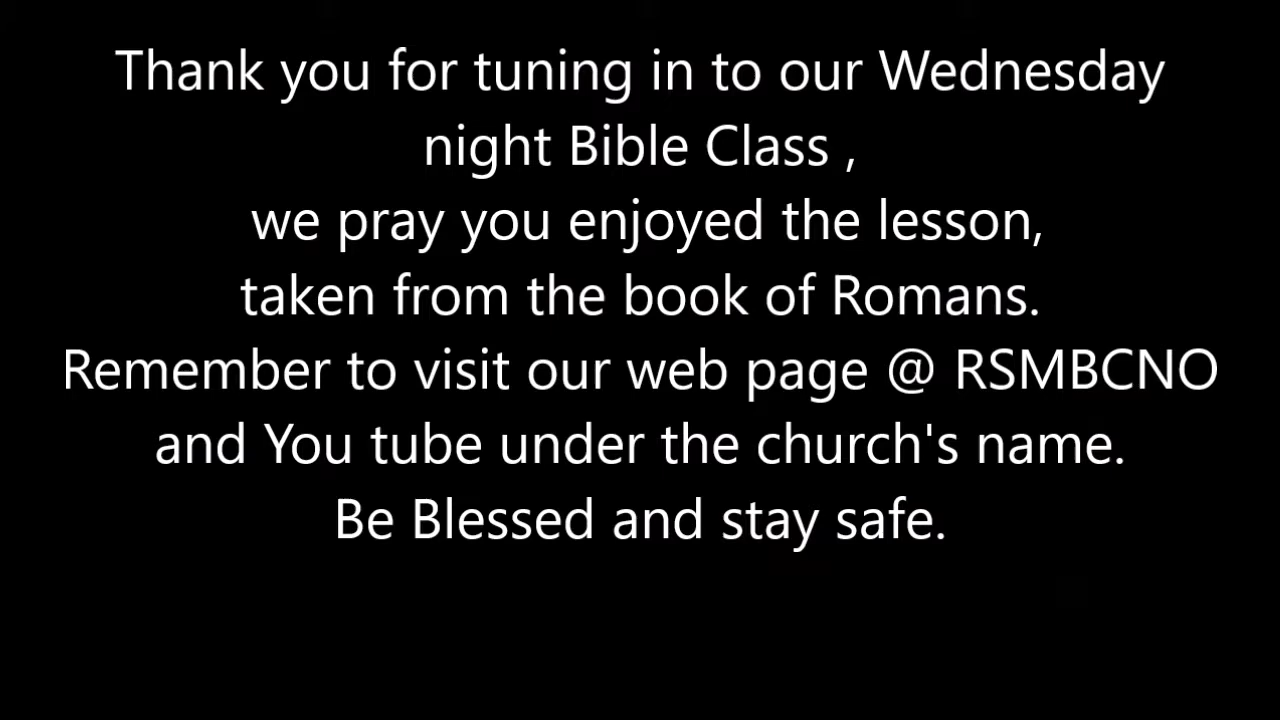 Thank you for tuning in to our Wednesday
night Bible Class ,
we pray you enjoyed the lesson,
taken from the book of Romans.
Remember to visit our web page @ RSMBCNO
and You tube under the church's name.
Be Blessed and stay safe.